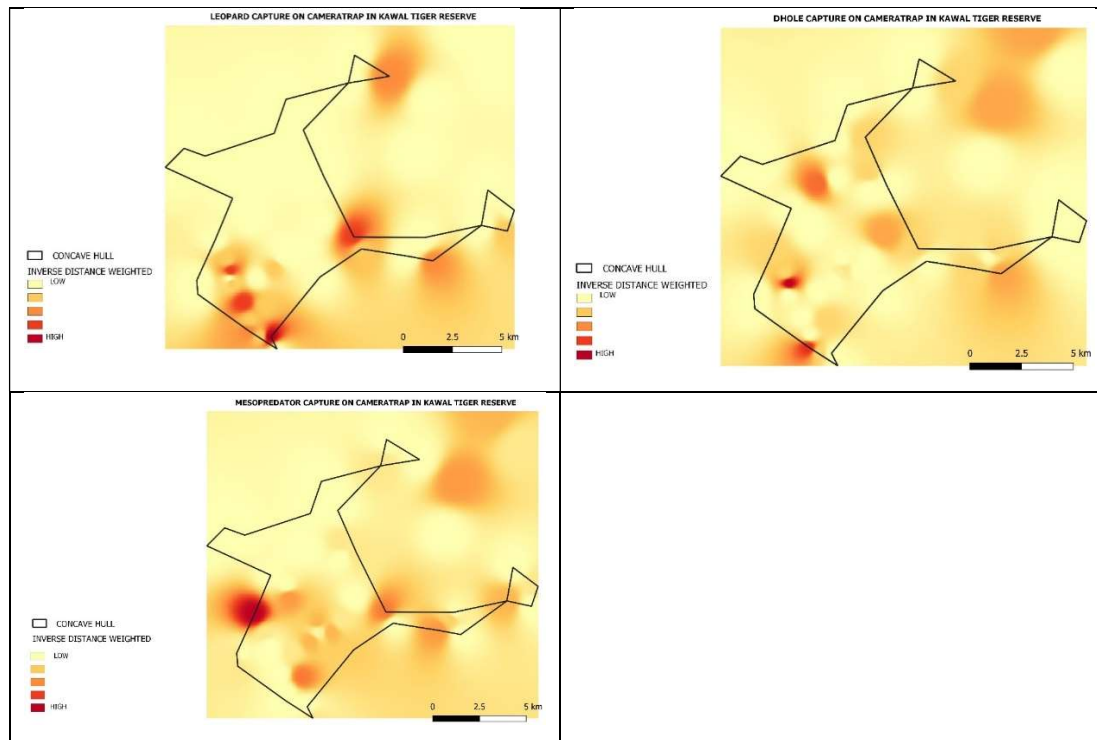 LEOPARD CAPTURE ON CAMERATRAP IN KAWAL TIGER RESERVE
CONCAVE HULL
INVERSE DISTANCE WEIGHTED
LOW
HIGH
0 2.5 5 km
DHOLE CAPTURE ON CAMERATRAP IN KAWAL TIGER RESERVE
CONCAVE HULL
INVERSE DISTANCE WEIGHTED
LOW
HIGH
0 2.5 5 km
MESOPREDATOR CAPTURE ON CAMERATRAP IN KAWAL TIGER RESERVE
CONCAVE HULL
INVERSE DISTANCE WEIGHTED
LOW
HIGH
0 2.5 5 km